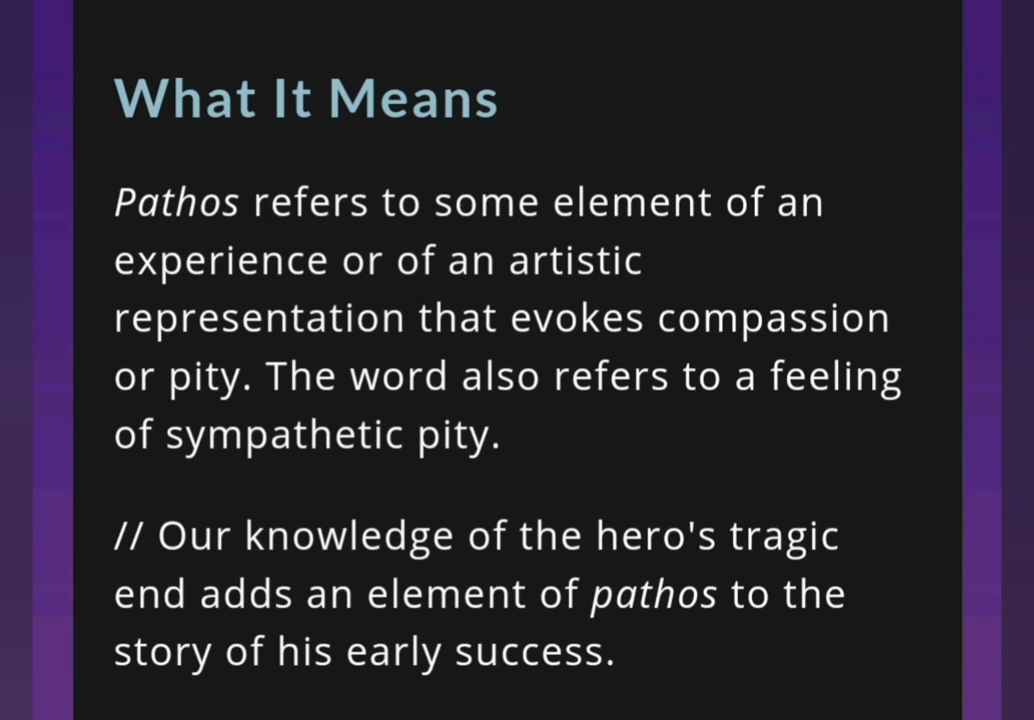 What It Means
Pathos refers to some element of an
experience or of an artistic
representation that evokes compassion
or pity. The word also refers to a feeling
of sympathetic pity.
// Our knowledge of the hero's tragic
end adds an element of pathos to the
story of his early success.